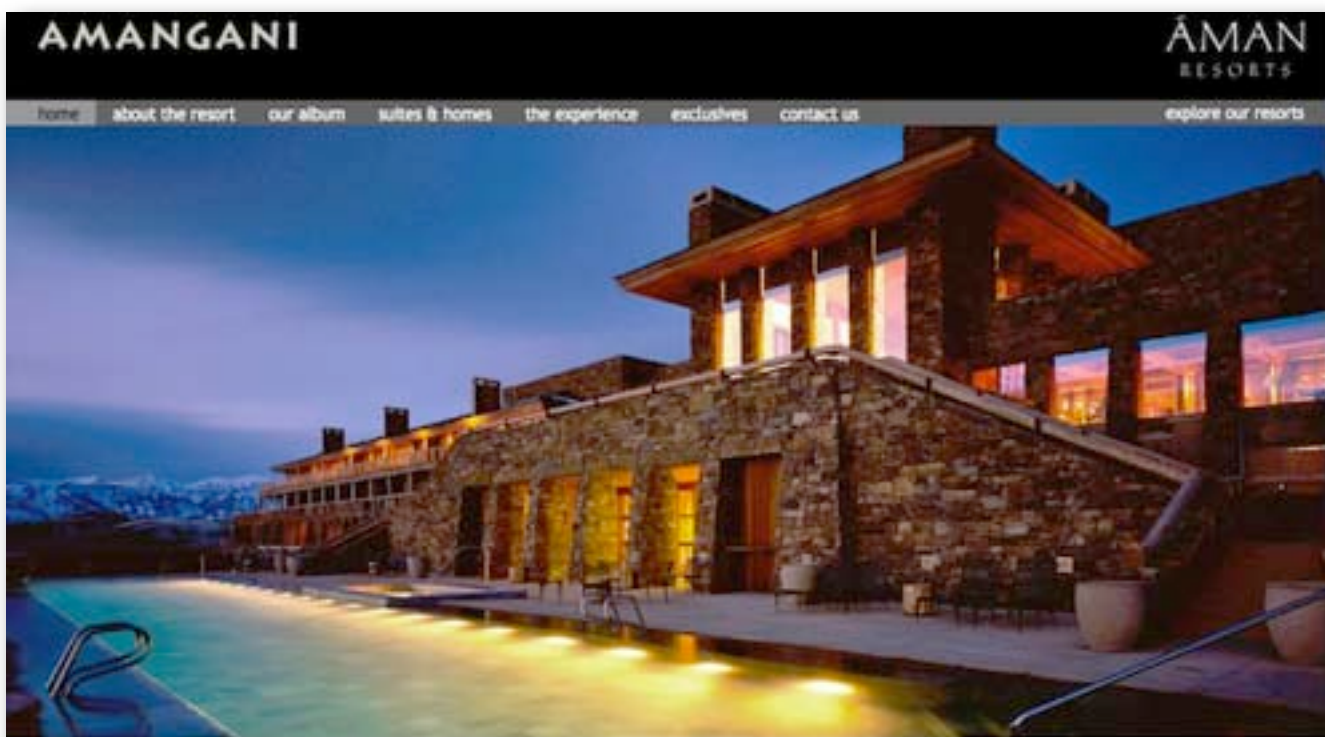 AMANGANI
ÁMAN
RESORTS
home about the resort our album suites & homes the experience exclusives contact us explore our resorts